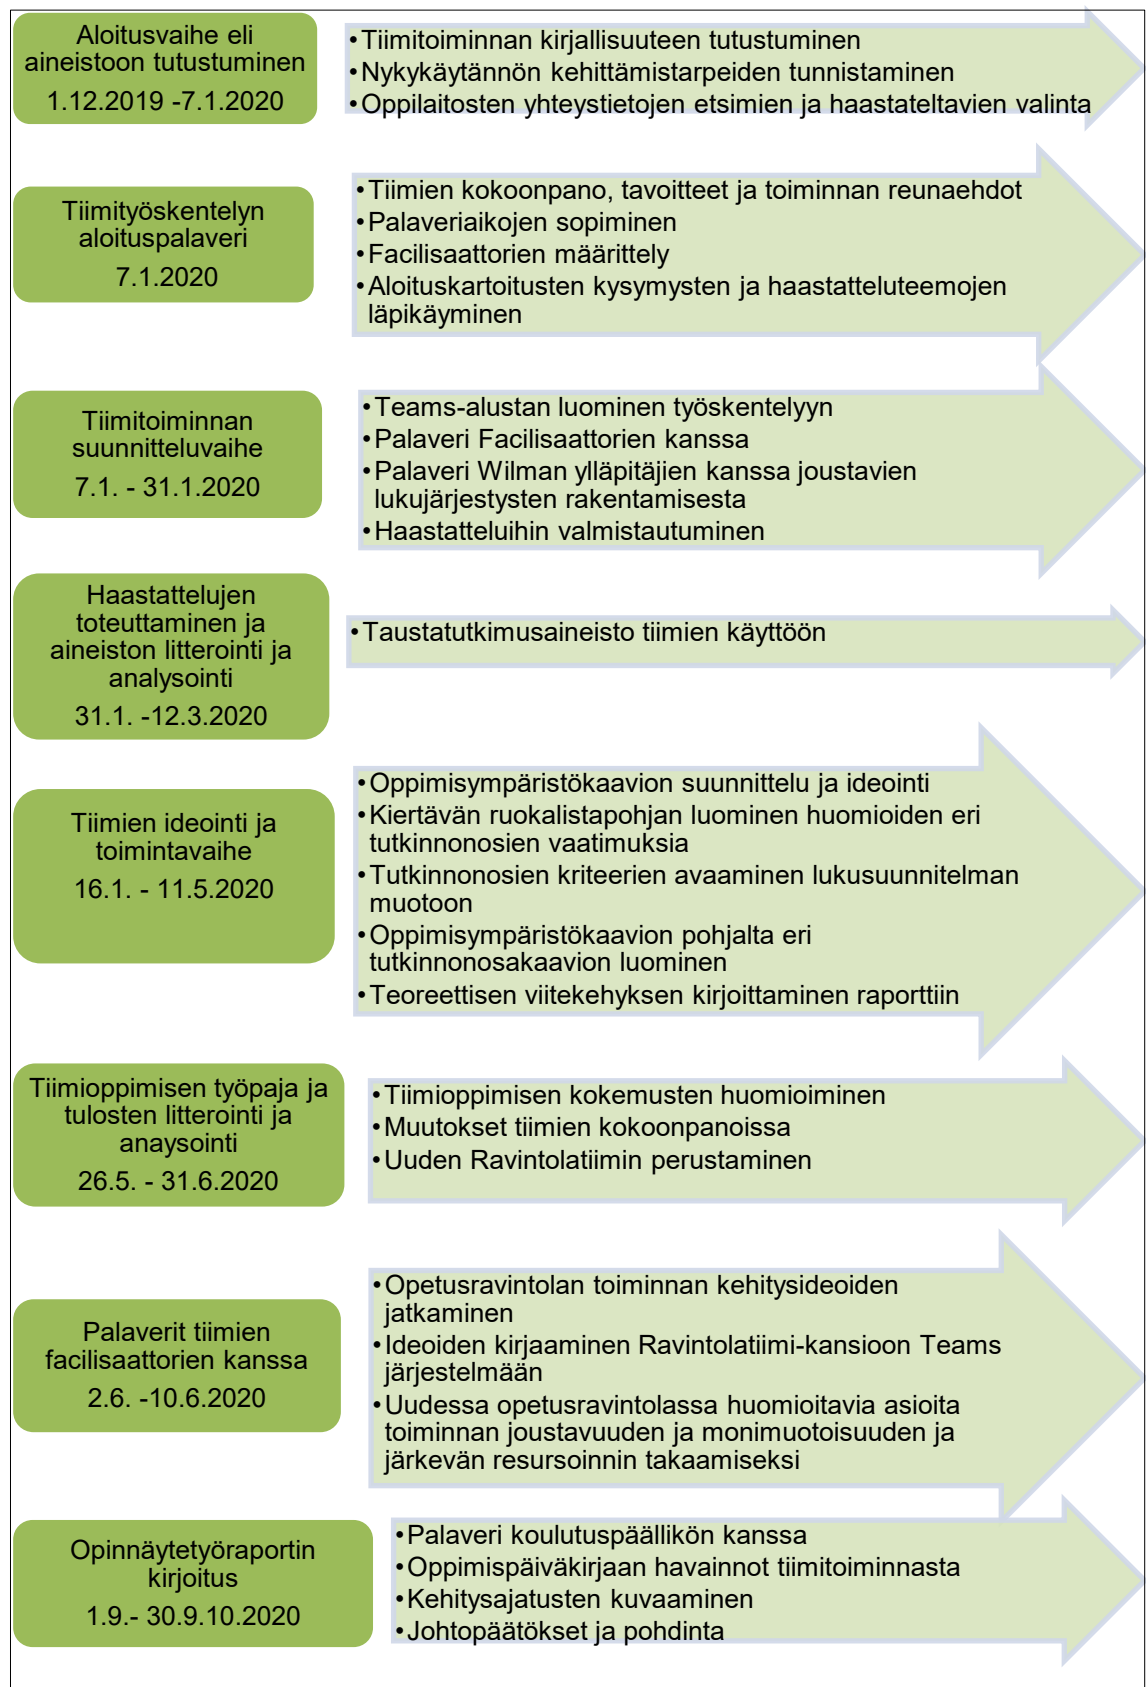 Aloitusvaihe eli
aineistoon tutustuminen
1.12.2019 -7.1.2020
•Tiimitoiminnan kirjallisuuteen tutustuminen
•Nykykäytännön kehittämistarpeiden tunnistaminen
•Oppilaitosten yhteystietojen etsimien ja haastateltavien valinta
Tiimityöskentelyn
aloituspalaveri
7.1.2020
•Tiimien kokoonpano, tavoitteet ja toiminnan reunaehdot
•Palaveriaikojen sopiminen
•Facilisaattorien määrittely
•Aloituskartoitusten kysymysten ja haastatteluteemojen
läpikäyminen
Tiimitoiminnan
suunnitteluvaihe
7.1. - 31.1.2020
•Teams-alustan luominen työskentelyyn
•Palaveri Facilisaattorien kanssa
•Palaveri Wilman ylläpitäjien kanssa joustavien
lukujärjestysten rakentamisesta
•Haastatteluihin valmistautuminen
Haastattelujen
toteuttaminen ja
aineiston litterointi ja
analysointi
31.1. -12.3.2020
•Taustatutkimusaineisto tiimien käyttöön
Tiimien ideointi ja
toimintavaihe
16.1. - 11.5.2020
•Oppimisympäristökaavion suunnittelu ja ideointi
•Kiertävän ruokalistapohjan luominen huomioiden eri
tutkinnonosien vaatimuksia
•Tutkinnonosien kriteerien avaaminen lukusuunnitelman
muotoon
•Oppimisympäristökaavion pohjalta eri
tutkinnonosakaavion luominen
•Teoreettisen viitekehyksen kirjoittaminen raporttiin
Tiimioppimisen työpaja ja
tulosten litterointi ja
anaysointi
26.5. - 31.6.2020
•Tiimioppimisen kokemusten huomioiminen
•Muutokset tiimien kokoonpanoissa
•Uuden Ravintolatiimin perustaminen
Palaverit tiimien
facilisaattorien kanssa
2.6. -10.6.2020
•Opetusravintolan toiminnan kehitysideoiden
jatkaminen
•Ideoiden kirjaaminen Ravintolatiimi-kansioon Teams
järjestelmään
•Uudessa opetusravintolassa huomioitavia asioita
toiminnan joustavuuden ja monimuotoisuuden ja
järkevän resursoinnin takaamiseksi
Opinnäytetyöraportin
kirjoitus
1.9.- 30.9.10.2020
•Palaveri koulutuspäällikön kanssa
•Oppimispäiväkirjaan havainnot tiimitoiminnasta
•Kehitysajatusten kuvaaminen
•Johtopäätökset ja pohdinta